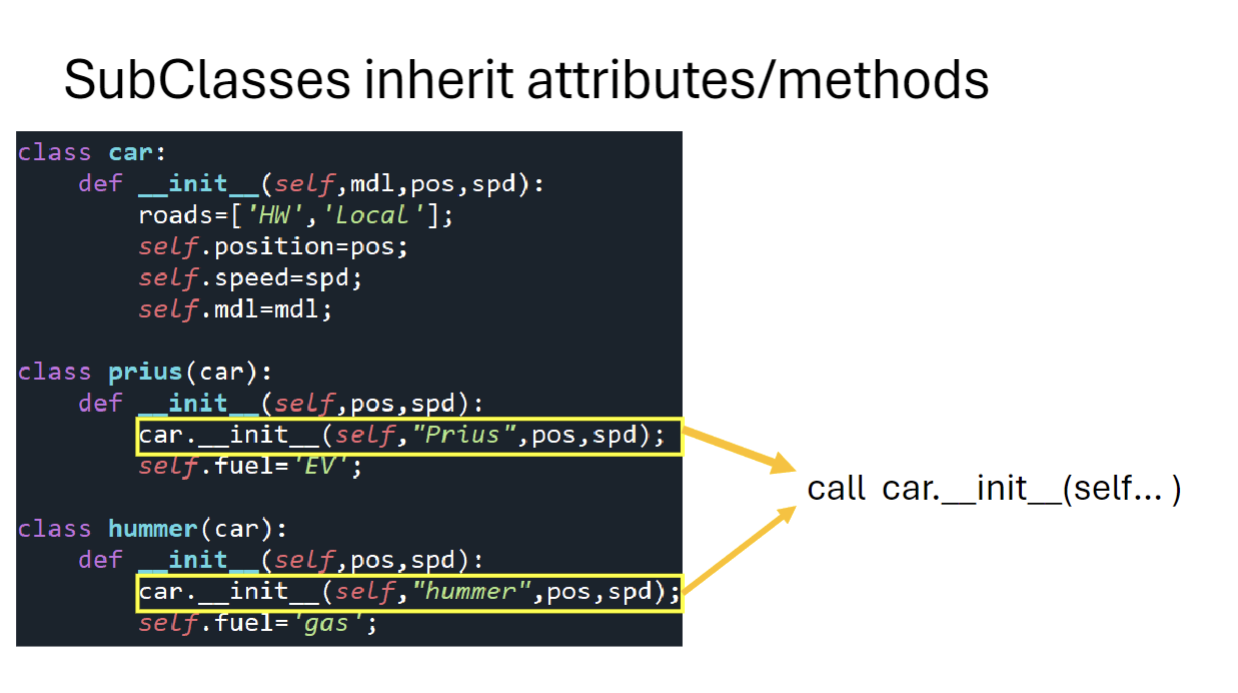 SubClasses inherit attributes/methods
class car:
    def __init__(self,mdl,pos,spd):
        roads=['HW','Local'];
        self.position=pos;
        self.speed=spd;
        self.mdl=mdl;
class prius(car):
    def __init__(self,pos,spd):
        car.__init__(self,"Prius",pos,spd);
        self.fuel='EV';
class hummer(car):
    def __init__(self,pos,spd):
        car.__init__(self,"hummer",pos,spd);
        self.fuel='gas';
call car.__init__(self... )